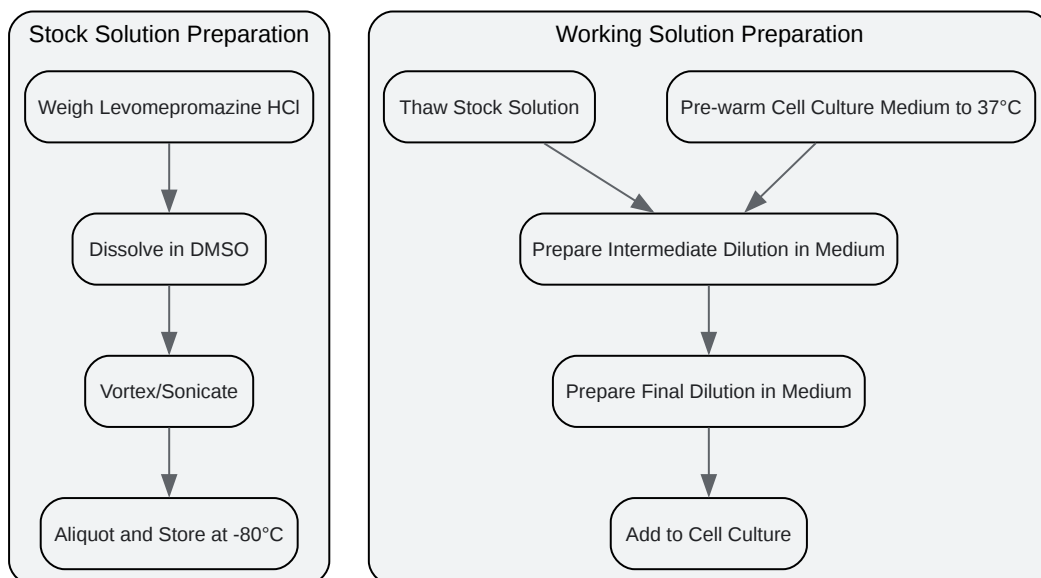 Stock Solution Preparation
Weigh Levomepromazine HCl
Dissolve in DMSO
Vortex/Sonicate
Aliquot and Store at -80°C
Working Solution Preparation
Thaw Stock Solution
Pre-warm Cell Culture Medium to 37°C
Prepare Intermediate Dilution in Medium
Prepare Final Dilution in Medium
Add to Cell Culture